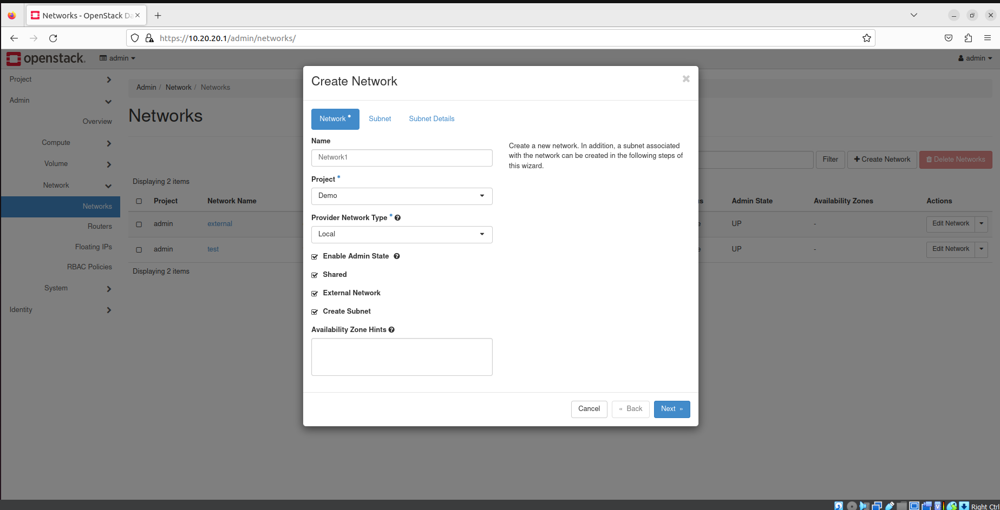 Networks - OpenStack Da
https://10.20.20.1/admin/networks/
openstack.
admin
admin
Project
Admin
Overview
Compute
Volume
Network
Networks
Routers
Floating IPs
RBAC Policies
System
Identity
Admin / Network / Networks
Networks
Filter
Create Network
Delete Networks
Displaying 2 items
Project Network Name Admin State Availability Zones Actions
admin external UP - Edit Network
admin test UP - Edit Network
Displaying 2 items
Create Network
Network * Subnet Subnet Details
Name
Network1
Project *
Demo
Provider Network Type *
Local
Enable Admin State
Shared
External Network
Create Subnet
Availability Zone Hints
Create a new network. In addition, a subnet associated
with the network can be created in the following steps of
this wizard.
Cancel
« Back
Next »
Right Ctrl